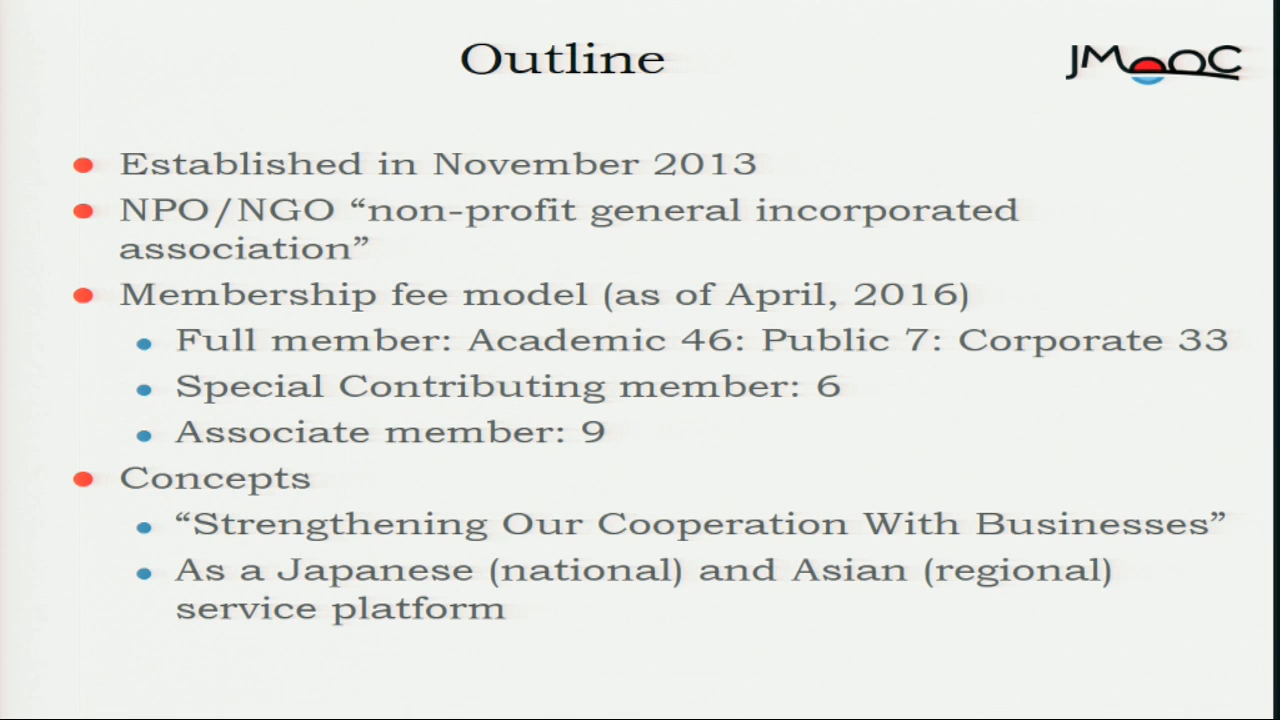 Outline
JMOOC
Established in November 2013
NPO/NGO “non-profit general incorporated
association”
Membership fee model (as of April, 2016)
Full member: Academic 46: Public 7: Corporate 33
Special Contributing member: 6
Associate member: 9
Concepts
“Strengthening Our Cooperation With Businesses”
As a Japanese (national) and Asian (regional)
service platform